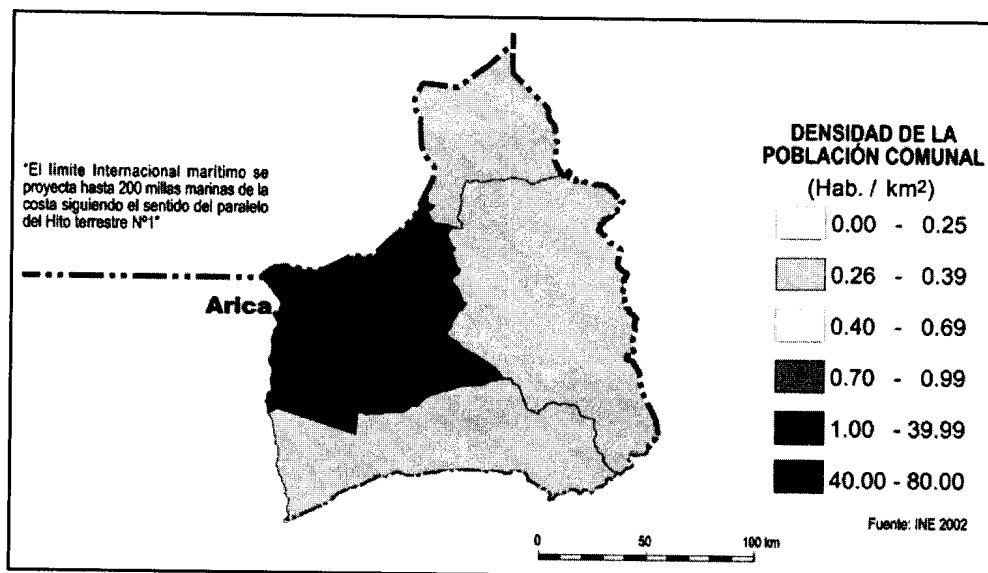 "El límite Internacional marítimo se
proyecta hasta 200 millas marinas de la
costa siguiendo el sentido del paralelo
del Hito terrestre Nº1"
Arica
DENSIDAD DE LA
POBLACIÓN COMUNAL
(Hab. / km²)
0.00 - 0.25
0.26 - 0.39
0.40 - 0.69
0.70 - 0.99
1.00 - 39.99
40.00 - 80.00
Fuente: INE 2002
0 50 100 km